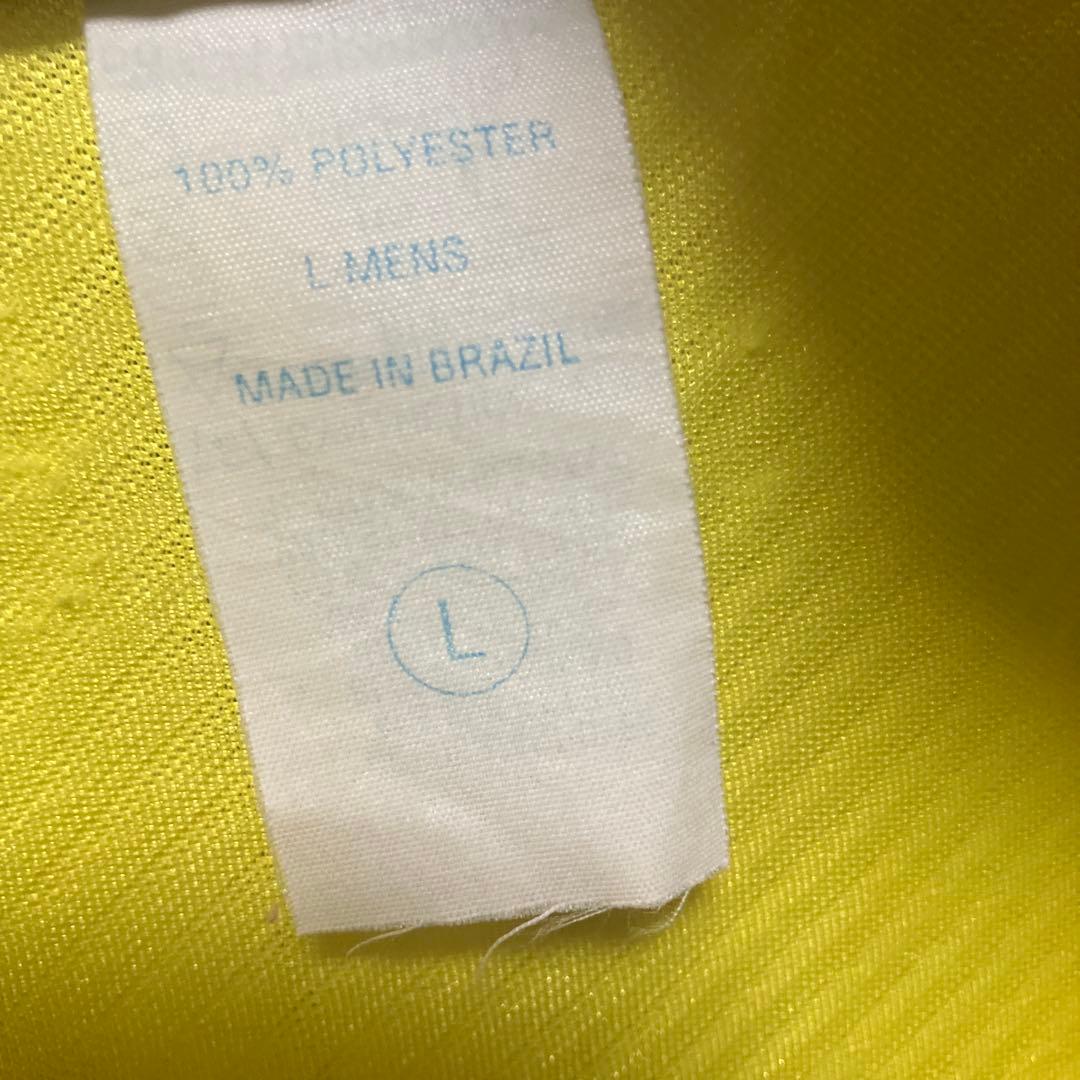 100% POLYESTER
L MENS
MADE IN BRAZIL
L